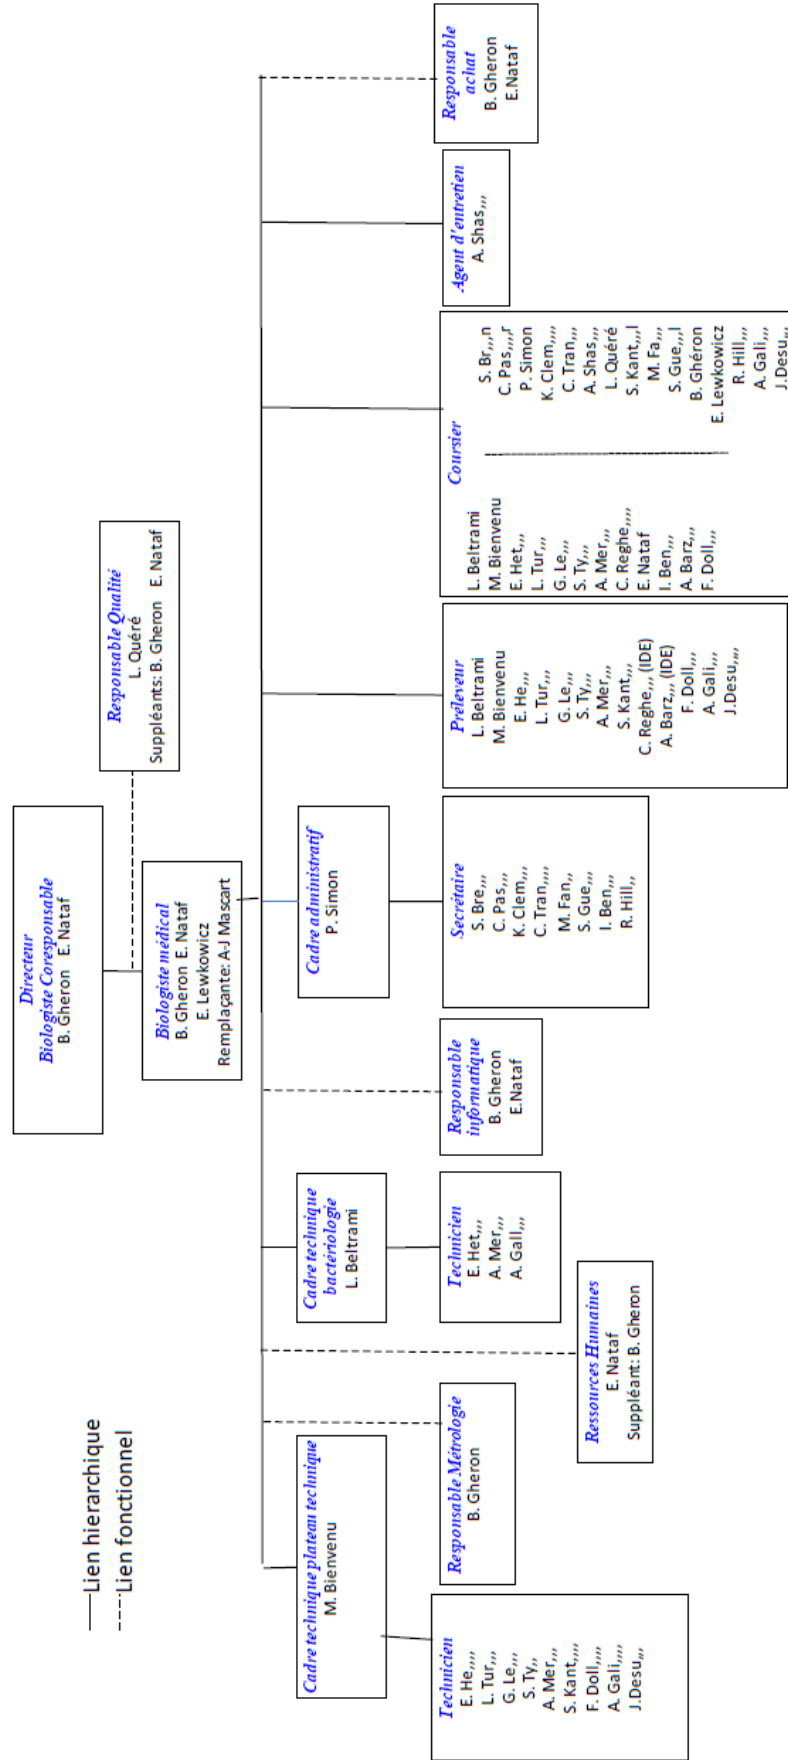 Lien hierarchique
Lien fonctionnel
Directeur
Biologiste Coresponsable
B. Gheron E. Nataf
Responsable Qualité
L. Quéré
Suppléants: B. Gheron E. Nataf
Biologiste médical
B. Gheron E. Nataf
E. Lewkowicz
Remplaçante: A-J Mascart
Cadre technique plateau technique
M. Bienvenu
Cadre technique
bactériologie
L. Beltrami
Cadre administratif
P. Simon
Technicien
E. He,,,,
L. Tur,,,
G. Le,,,
S. Ty,,
A. Mer,,,
S. Kant,,,,
F. Doll,,,,
A. Gali,,,,
J.Desu,,,
Responsable Métrologie
B. Gheron
Ressources Humaines
E. Nataf
Suppléant: B. Gheron
Technicien
E. Het,,,
A. Mer,,,
A. Gall,,,
Responsable
informatique
B. Gheron
E.Nataf
Secrétaire
S. Bre,,,
C. Pas,,,
K. Clem,,,
C. Tran,,,,
M. Fan,,
S. Gue,,,
I. Ben,,,
R. Hill,,
Préleveur
L. Beltrami
M. Bienvenu
E. He,,,
L. Tur,,,
G. Le,,,
S. Ty,,,
A. Mer,,,
S. Kant,,,
C. Reghe,,, (IDE)
A. Barz,,, (IDE)
F. Doll,,,
A. Gali,,,
J.Desu,,,,
Coursier
L. Beltrami
M. Bienvenu
E. Het,,,
L. Tur,,,
G. Le,,,
S. Ty,,,
A. Mer,,,
C. Reghe,,,,
E. Nataf
I. Ben,,,
A. Barz,,,
F. Doll,,,
S. Br,,,n
C. Pas,,,,r
P. Simon
K. Clem,,,,
C. Tran,,,,
A. Shas,,,
L. Quéré
S. Kant,,,l
M. Fa,,,
S. Gue,,,l
B. Ghéron
E. Lewkowicz
R. Hill,,,
A. Gali,,,
J.Desu,,,
Agent d'entretien
A. Shas,,,
Responsable
achat
B. Gheron
E.Nataf